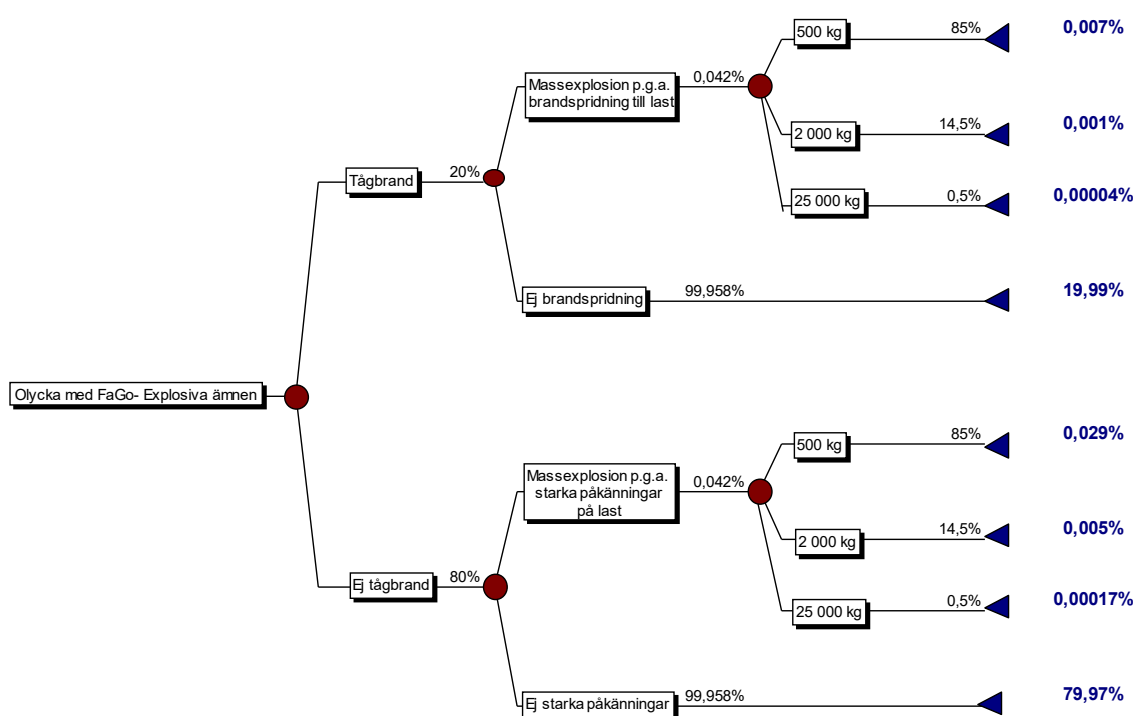 500 kg
85%
0,007%
Massexplosion p.g.a.
brandspridning till last
0,042%
2 000 kg
14,5%
0,001%
Tågbrand
20%
25 000 kg
0,5%
0,00004%
Ej brandspridning
99,958%
19,99%
Olycka med FaGo- Explosiva ämnen
500 kg
85%
0,029%
Massexplosion p.g.a.
starka påkänningar
på last
0,042%
2 000 kg
14,5%
0,005%
Ej tågbrand
80%
25 000 kg
0,5%
0,00017%
Ej starka påkänningar
99,958%
79,97%